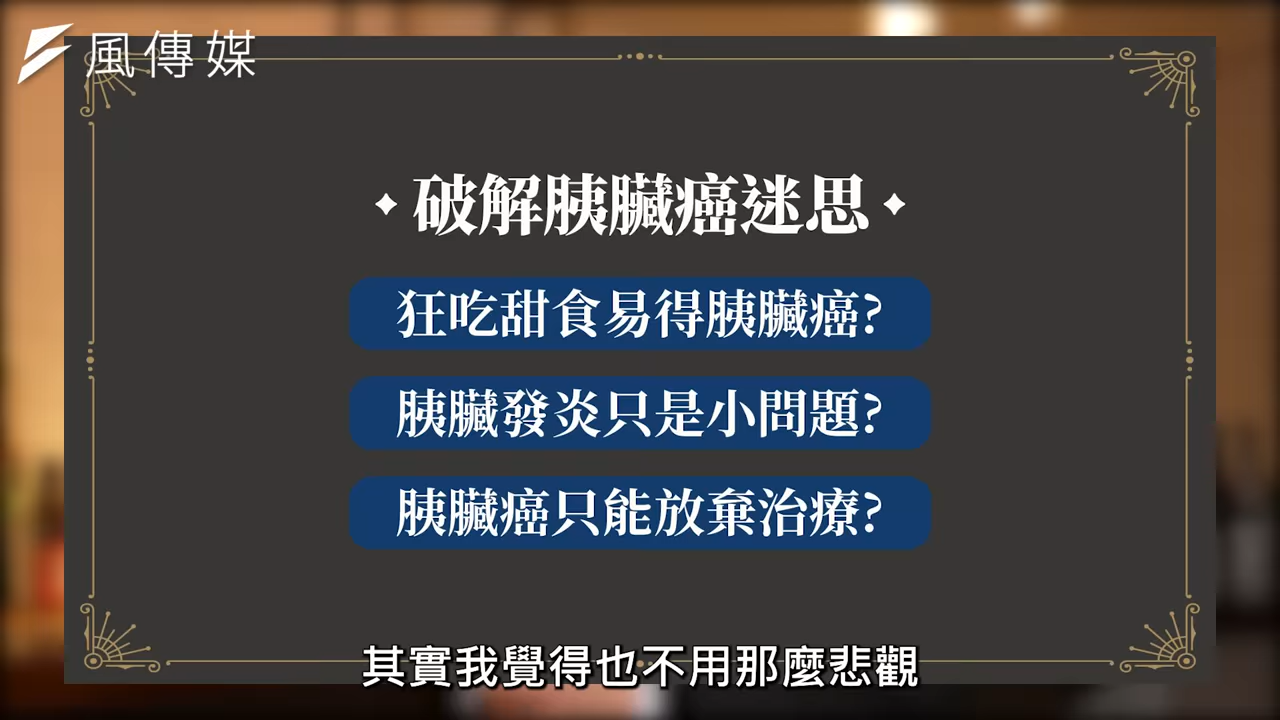 風傳媒
破解胰臟癌迷思
狂吃甜食易得胰臟癌?
胰臟發炎只是小問題?
胰臟癌只能放棄治療?
其實我覺得也不用那麼悲觀